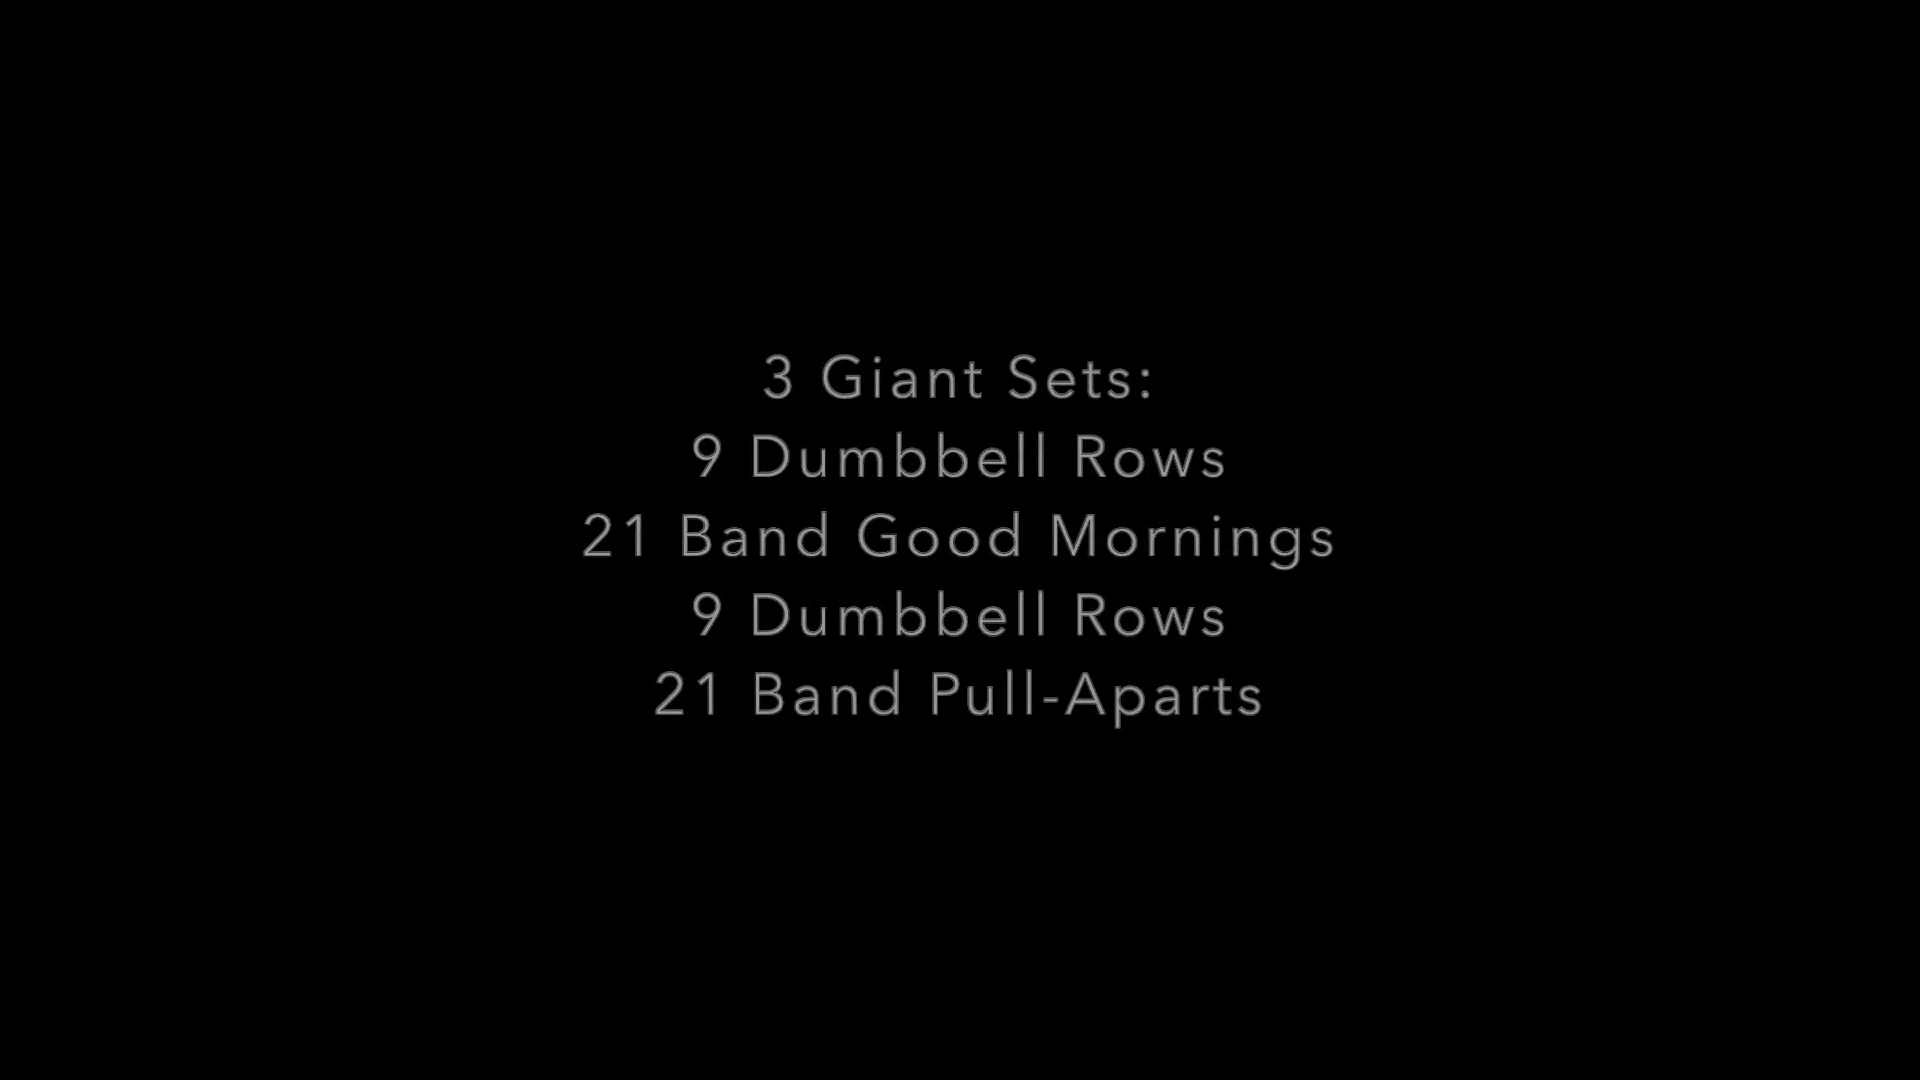 3 Giant Sets:
9 Dumbbell Rows
21 Band Good Mornings
9 Dumbbell Rows
21 Band Pull-Aparts